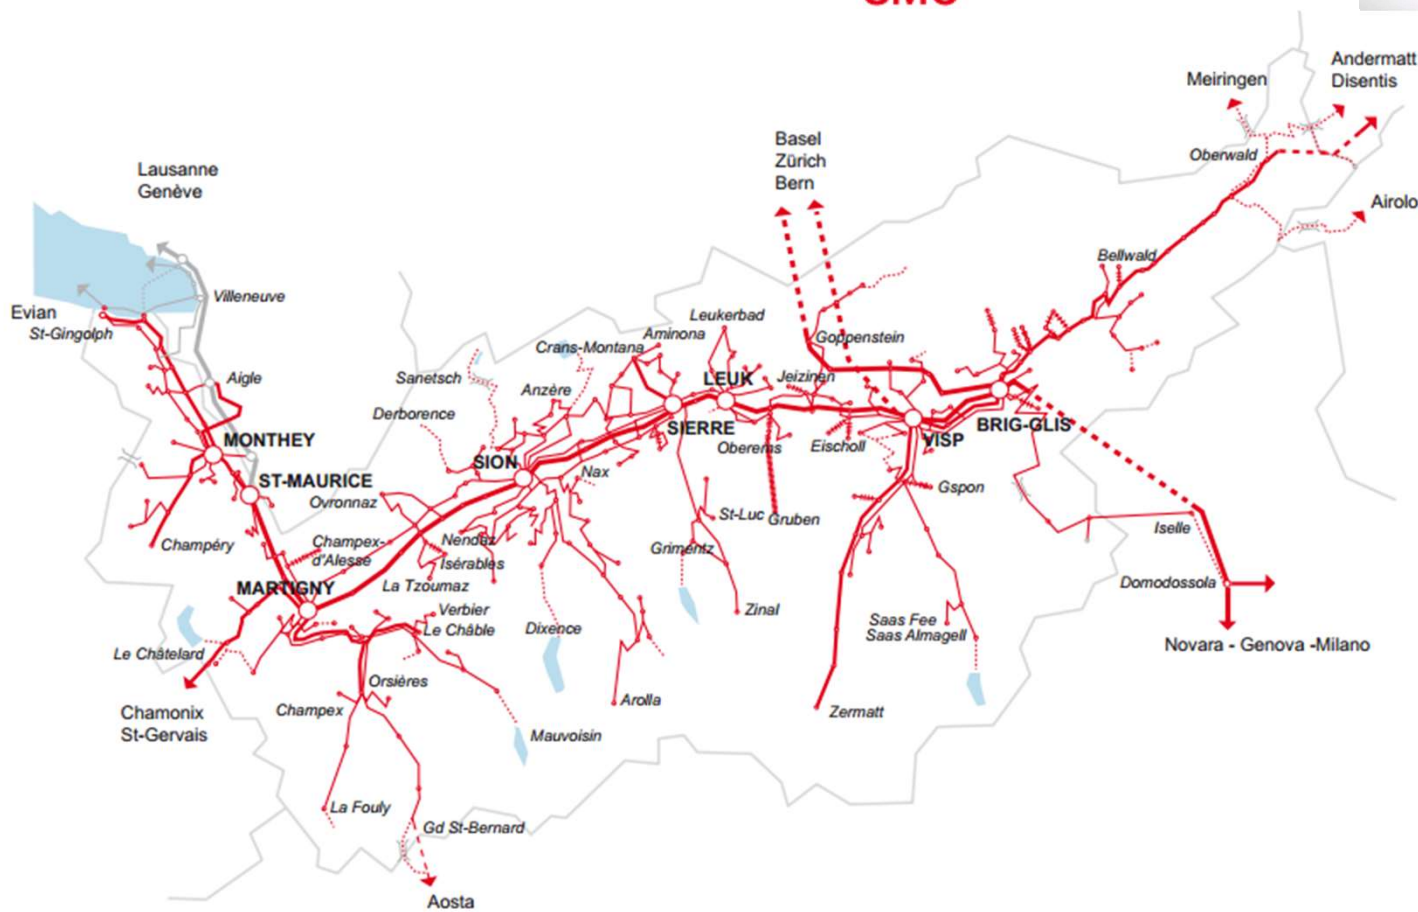 Andermatt
Disentis
Meiringen
Basel
Zürich
Bern
Oberwald
Lausanne
Genève
Airolo
Bellwald
Villeneuve
Evian
St-Gingolph
Leukerbad
Aminona
Goppenstein
Crans-Montana
Aigle
Sanetsch
LEUK
Jeizinen
Anzère
Derborence
SIERRE
BRIG-GLIS
MONTHEY
VISP
Oberems
Eischoll
SION
Nax
ST-MAURICE
Ovronnaz
Gspon
St-Luc
Gruben
Iselle
Champéry
Champex-
d'Alesse
Nendaz
Isérables
Grimentz
MARTIGNY
La Tzoumaz
Domodossola
Verbier
Zinal
Le Châble
Dixence
Saas Fee
Saas Almagell
Novara - Genova -Milano
Le Châtelard
Orsières
Arolla
Champex
Zermatt
Chamonix
St-Gervais
Mauvoisin
La Fouly
Gd St-Bernard
Aosta